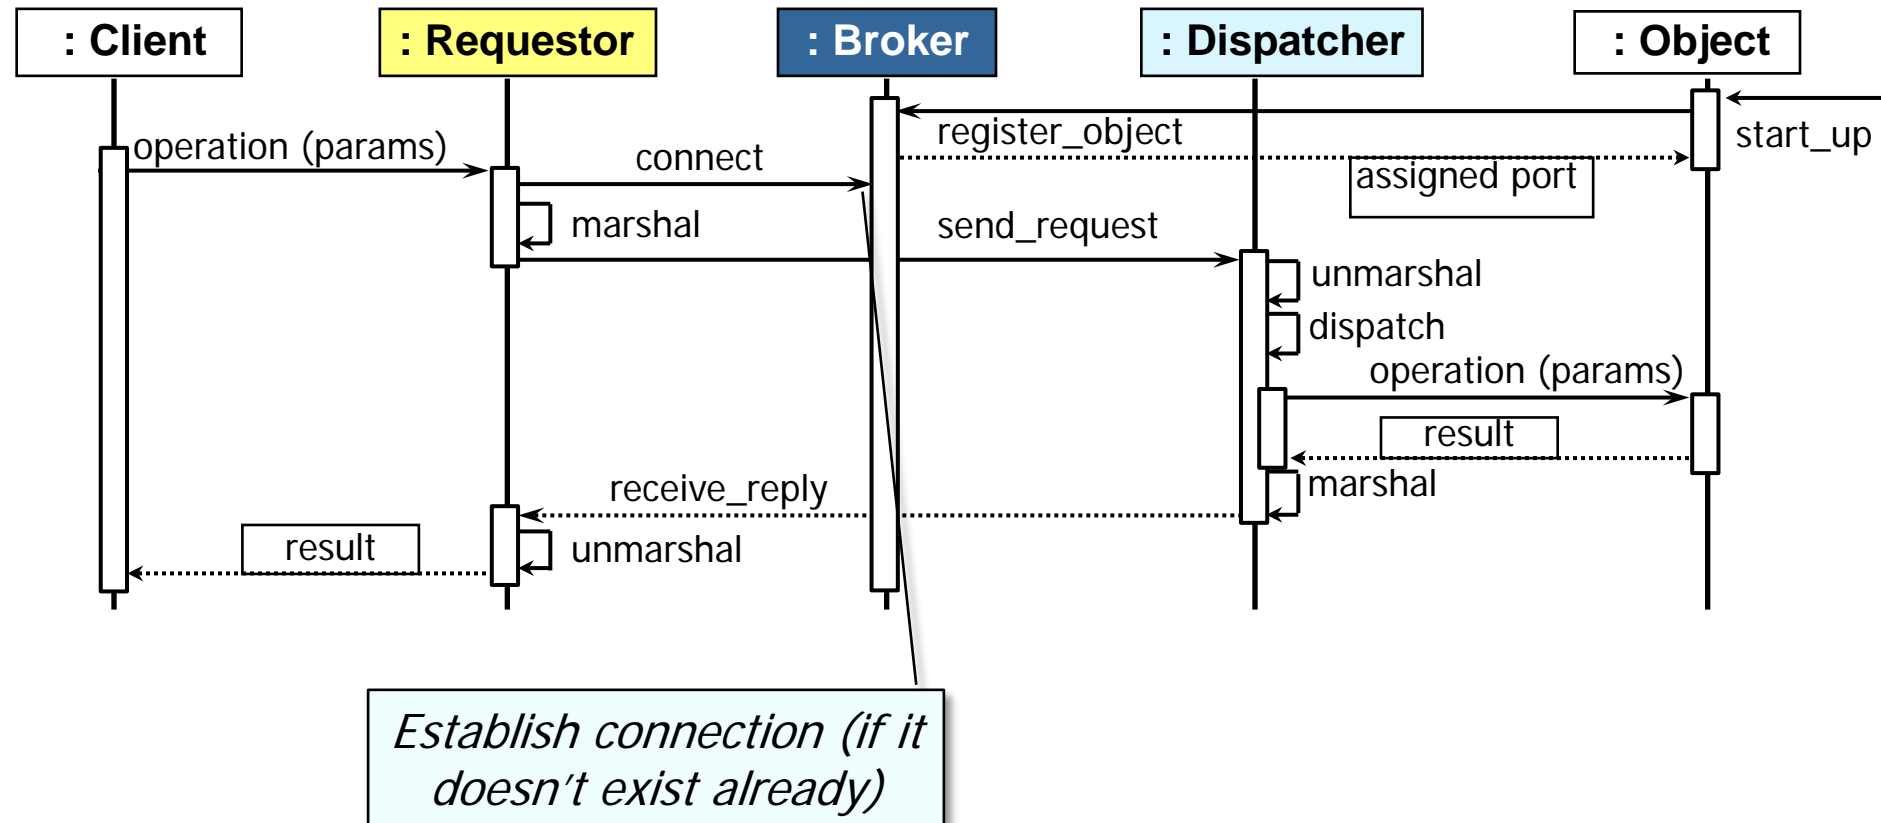 : Client
: Requestor
: Broker
: Dispatcher
: Object
register_object
start_up
operation (params)
connect
assigned port
marshal
send_request
unmarshal
dispatch
operation (params)
result
marshal
receive_reply
result
unmarshal
Establish connection (if it
doesn't exist already)